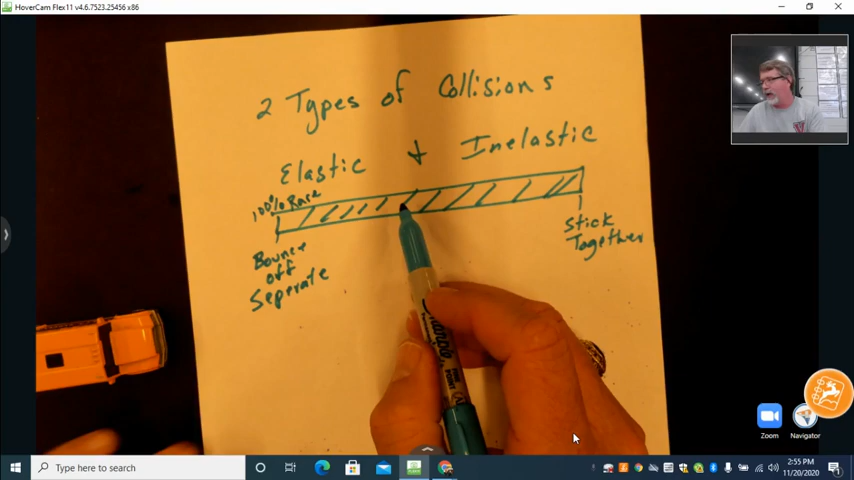 HoverCam Flex11 v4.6.7523.25456 x86
2 Types of Collisions
Elastic + Inelastic
100% Rare
Bounce
off
Seperate
Stick
Together
Sharpie
Zoom
Navigator
Type here to search
2:55 PM
11/20/2020